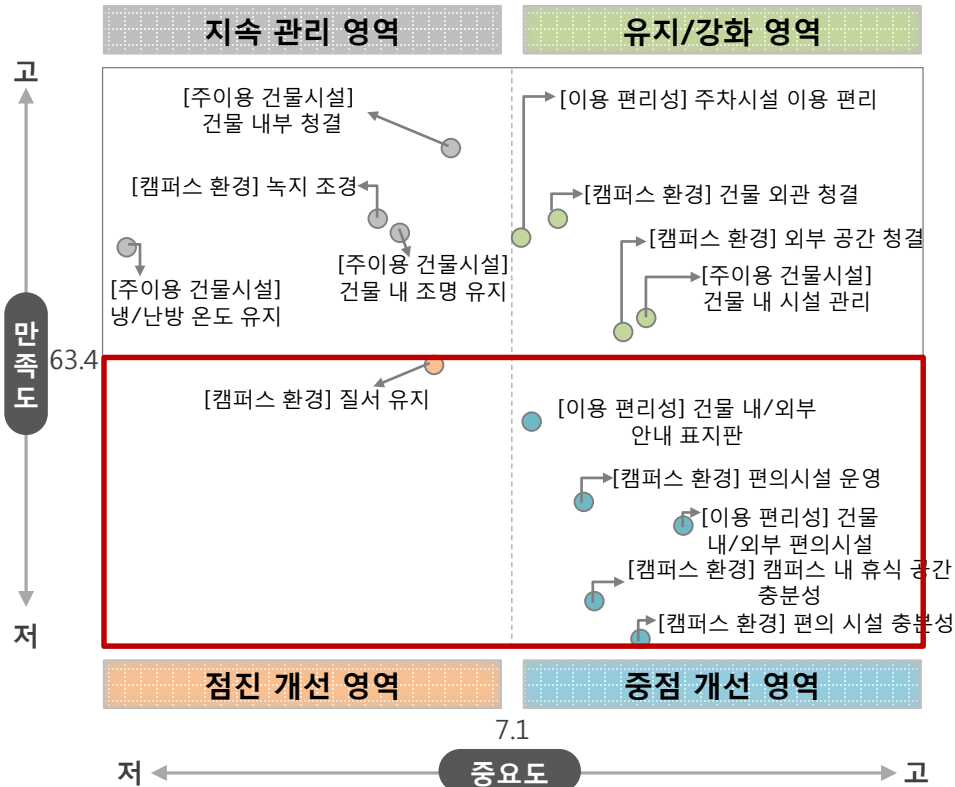 지속 관리 영역
유지/강화 영역
고
[주이용 건물시설]
건물 내부 청결
[이용 편리성] 주차시설 이용 편리
[캠퍼스 환경] 녹지 조경
[캠퍼스 환경] 건물 외관 청결
[캠퍼스 환경] 외부 공간 청결
[주이용 건물시설]
건물 내 조명 유지
[주이용 건물시설]
건물 내 시설 관리
[주이용 건물시설]
냉/난방 온도 유지
만족도
63.4
[캠퍼스 환경] 질서 유지
[이용 편리성] 건물 내/외부
안내 표지판
[캠퍼스 환경] 편의시설 운영
[이용 편리성] 건물
내/외부 편의시설
[캠퍼스 환경] 캠퍼스 내 휴식 공간
충분성
[캠퍼스 환경] 편의 시설 충분성
저
점진 개선 영역
중점 개선 영역
7.1
저
중요도
고